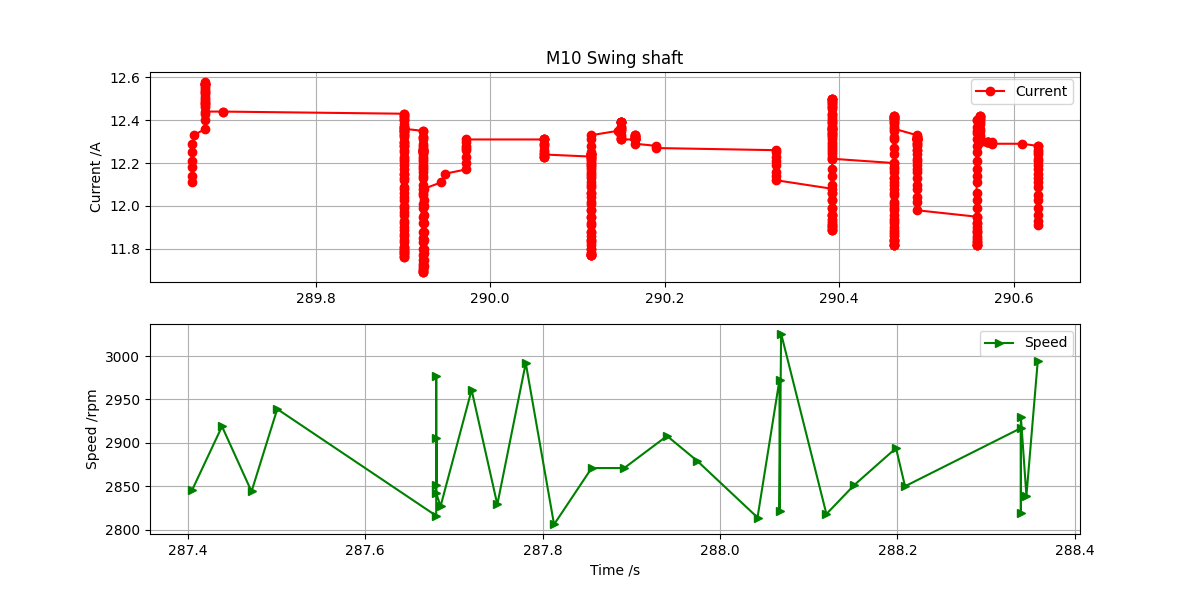 M10 Swing shaft
12.6
12.4
12.2
12.0
11.8
Current /A
Current
289.8 290.0 290.2 290.4 290.6
3000
2950
2900
2850
2800
Speed /rpm
Speed
287.4 287.6 287.8 288.0 288.2 288.4
Time /s